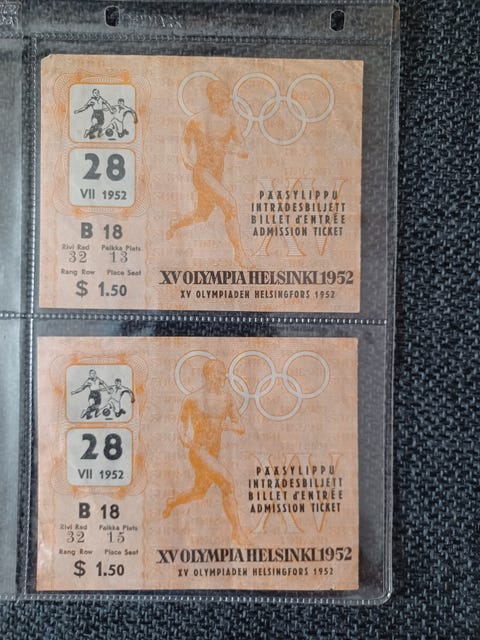 28
VII 1952
B 18
Rivi Rad Paikka Plats
32 13
Rang Row Place Seat
$ 1.50
XV
PÄÄSYLIPPU
INTRÄDESBILJETT
BILLET d'ENTRÉE
ADMISSION TICKET
XV OLYMPIA HELSINKI 1952
XV OLYMPIADEN HELSINGFORS 1952
28
VII 1952
B 18
Rivi Rad Paikka Plats
32 15
Rang Row Place Seat
$ 1.50
XV
PÄÄSYLIPPU
INTRÄDESBILJETT
BILLET d'ENTRÉE
ADMISSION TICKET
XV OLYMPIA HELSINKI 1952
XV OLYMPIADEN HELSINGFORS 1952